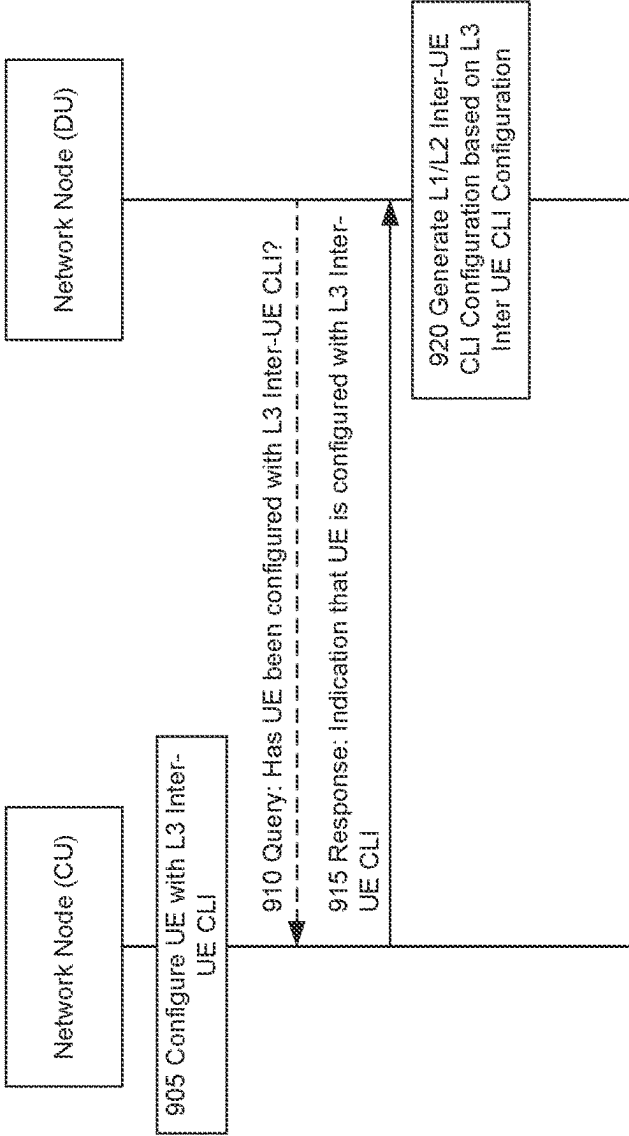 Network Node (CU)
Network Node (DU)
905 Configure UE with L3 Inter-
UE CLI
910 Query: Has UE been configured with L3 Inter-UE CLI?
915 Response: Indication that UE is configured with L3 Inter-
UE CLI
920 Generate L1/L2 Inter-UE
CLI Configuration based on L3
Inter UE CLI Configuration